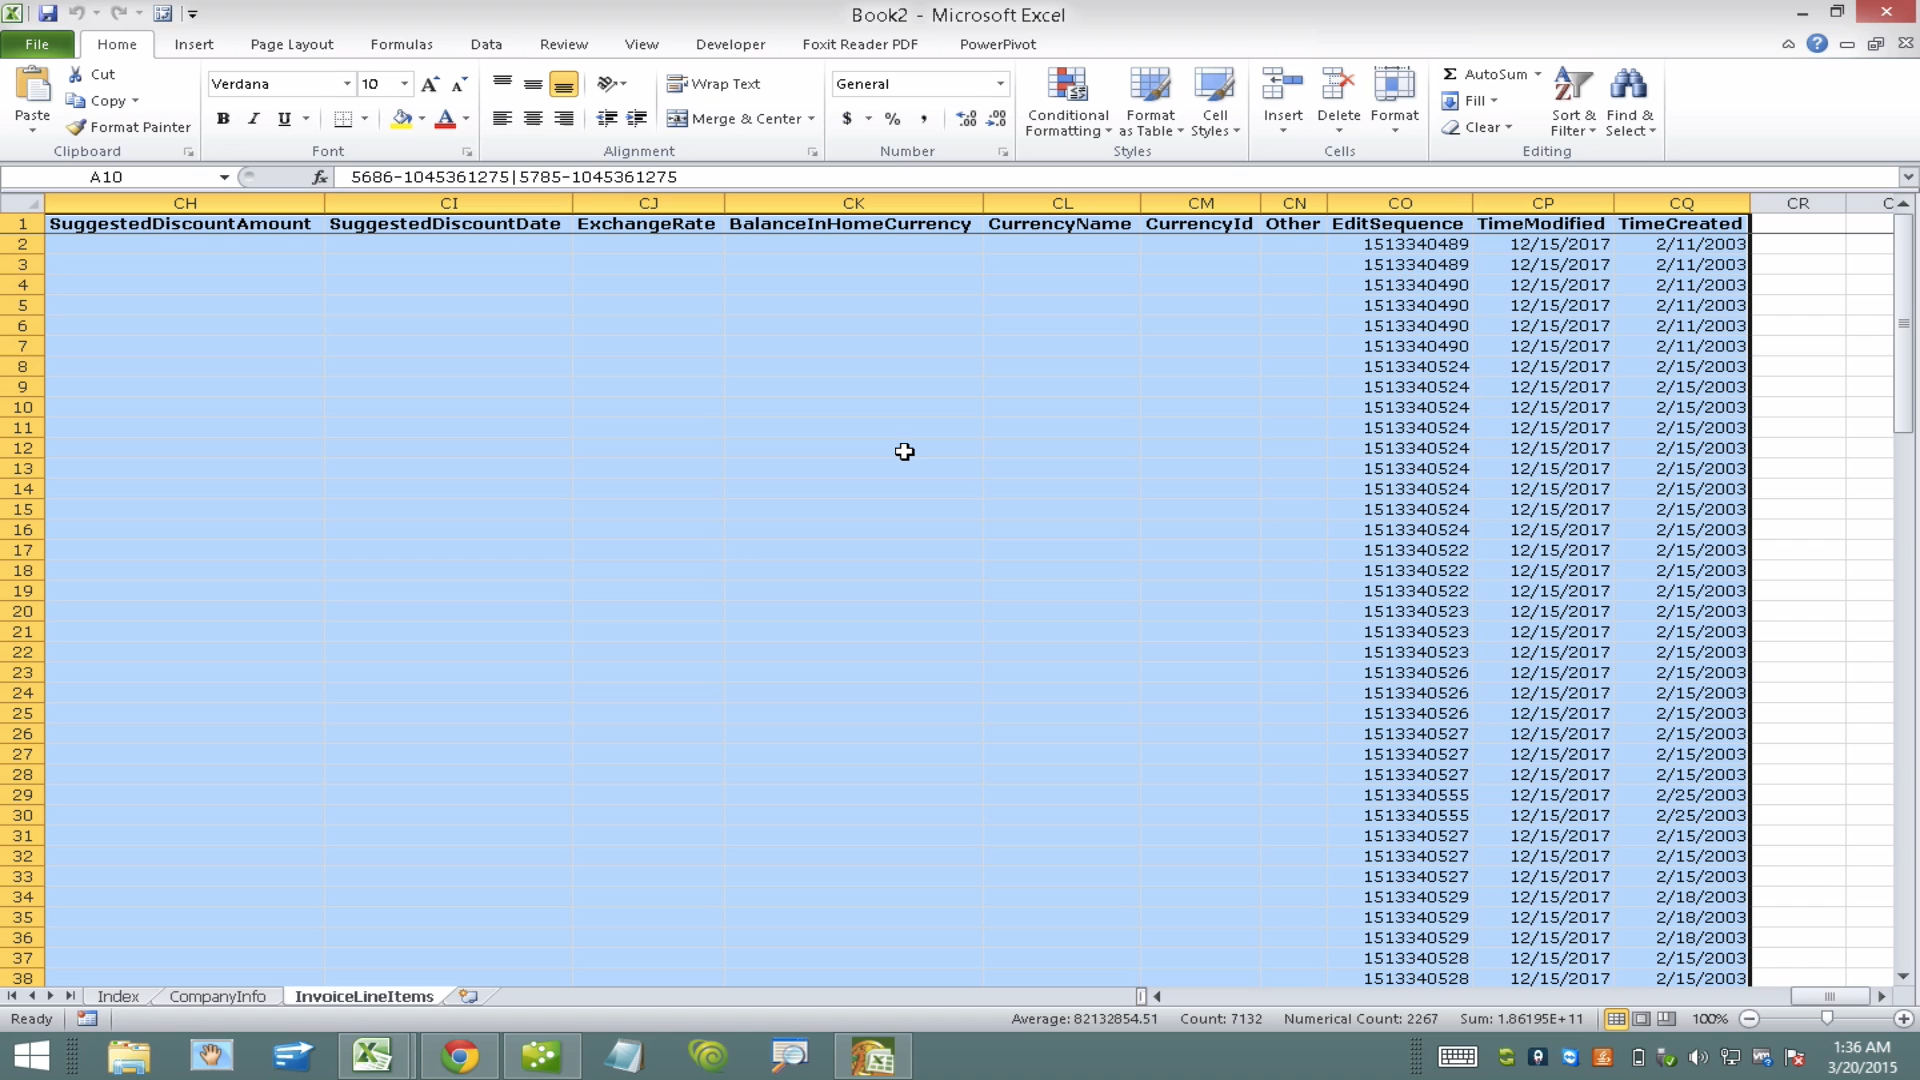 Book2 - Microsoft Excel
File Home Insert Page Layout Formulas Data Review View Developer Foxit Reader PDF PowerPivot
Paste Cut Copy Format Painter Clipboard
Verdana 10 B I U Font
Wrap Text Merge & Center Alignment
General $ % , Number
Conditional Formatting Format as Table Cell Styles Styles
Insert Delete Format Cells
AutoSum Fill Clear Sort & Filter Find & Select Editing
A10 fx 5686-1045361275|5785-1045361275
CH CI CJ CK CL CM CN CO CP CQ CR C
1 SuggestedDiscountAmount SuggestedDiscountDate ExchangeRate BalanceInHomeCurrency CurrencyName CurrencyId Other EditSequence TimeModified TimeCreated
2 1513340489 12/15/2017 2/11/2003
3 1513340489 12/15/2017 2/11/2003
4 1513340490 12/15/2017 2/11/2003
5 1513340490 12/15/2017 2/11/2003
6 1513340490 12/15/2017 2/11/2003
7 1513340490 12/15/2017 2/11/2003
8 1513340524 12/15/2017 2/15/2003
9 1513340524 12/15/2017 2/15/2003
10 1513340524 12/15/2017 2/15/2003
11 1513340524 12/15/2017 2/15/2003
12 1513340524 12/15/2017 2/15/2003
13 1513340524 12/15/2017 2/15/2003
14 1513340524 12/15/2017 2/15/2003
15 1513340524 12/15/2017 2/15/2003
16 1513340524 12/15/2017 2/15/2003
17 1513340522 12/15/2017 2/15/2003
18 1513340522 12/15/2017 2/15/2003
19 1513340522 12/15/2017 2/15/2003
20 1513340523 12/15/2017 2/15/2003
21 1513340523 12/15/2017 2/15/2003
22 1513340523 12/15/2017 2/15/2003
23 1513340526 12/15/2017 2/15/2003
24 1513340526 12/15/2017 2/15/2003
25 1513340526 12/15/2017 2/15/2003
26 1513340527 12/15/2017 2/15/2003
27 1513340527 12/15/2017 2/15/2003
28 1513340527 12/15/2017 2/15/2003
29 1513340555 12/15/2017 2/25/2003
30 1513340555 12/15/2017 2/25/2003
31 1513340527 12/15/2017 2/15/2003
32 1513340527 12/15/2017 2/15/2003
33 1513340527 12/15/2017 2/15/2003
34 1513340529 12/15/2017 2/18/2003
35 1513340529 12/15/2017 2/18/2003
36 1513340529 12/15/2017 2/18/2003
37 1513340528 12/15/2017 2/15/2003
38 1513340528 12/15/2017 2/15/2003
Index CompanyInfo InvoiceLineItems
Ready Average: 82132854.51 Count: 7132 Numerical Count: 2267 Sum: 1.86195E+11 100%
1:36 AM
3/20/2015